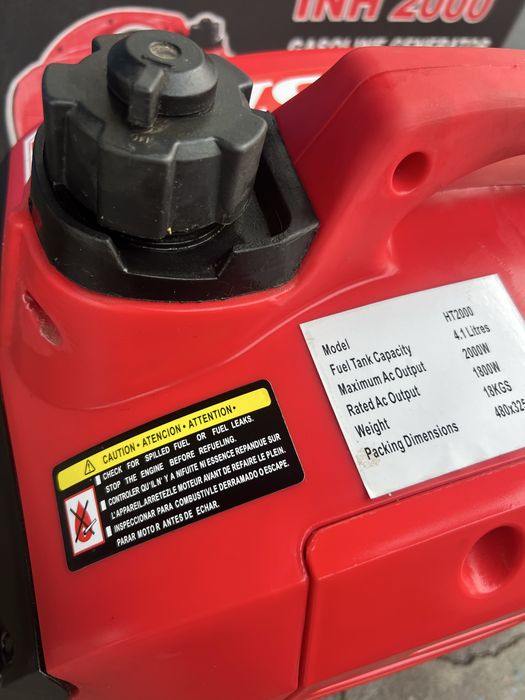 INH 2000
GASOLINE GENERATOR
Model HT2000
Fuel Tank Capacity 4.1 Litres
Maximum Ac Output 2000W
Rated Ac Output 1800W
Weight 18KGS
Packing Dimensions 480x325
CAUTION • ATENCION • ATTENTION •
CHECK FOR SPILLED FUEL OR FUEL LEAKS.
STOP THE ENGINE BEFORE REFUELING.
CONTROLER QU'IL N' Y A NIFUITE NI ESSENCE REPANDUE SUR
L'APPAREIL ARRETEZLE MOTEUR AVANT DE REFAIRE LE PLEIN.
INSPECCIONAR PARA COMBUSTIVLE DERRAMADO O ESCAPE.
PARAR MOTOR ANTES DE ECHAR.